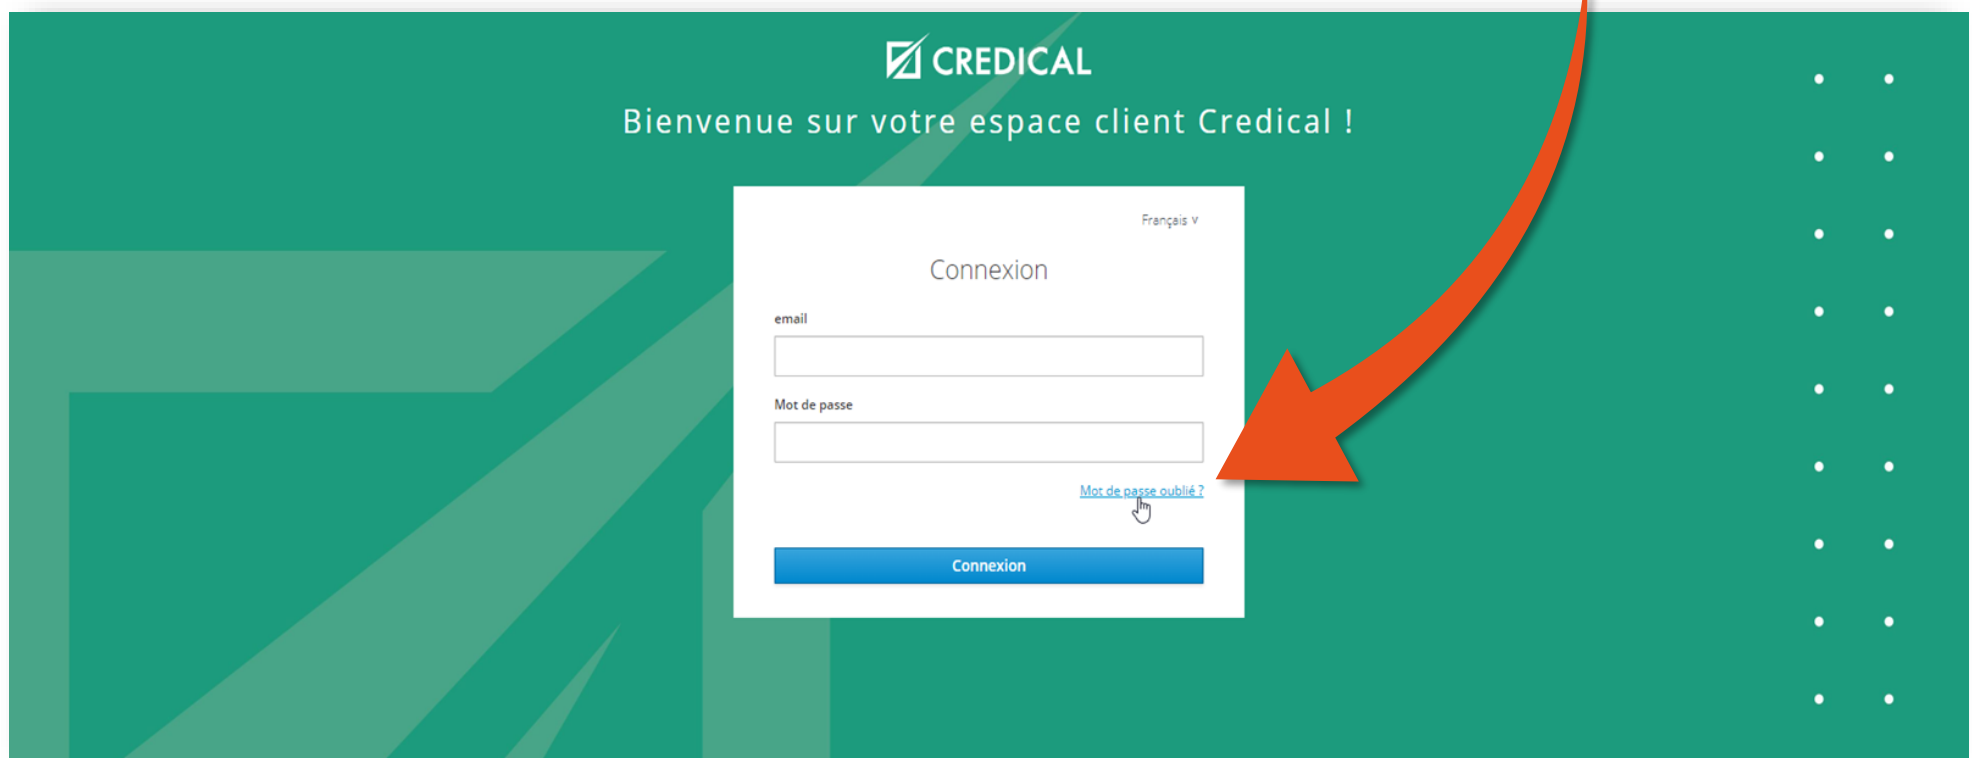 CREDICAL
Bienvenue sur votre espace client Credical !
Français v
Connexion
email
Mot de passe
Mot de passe oublié ?
Connexion